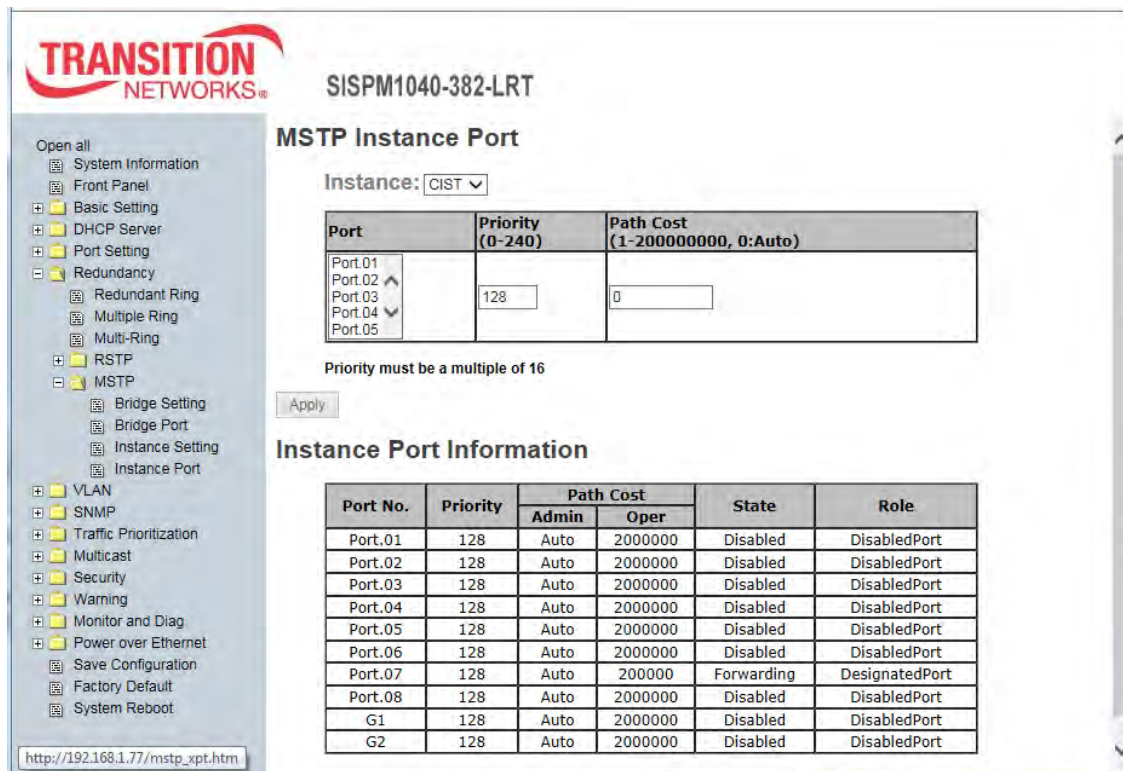 TRANSITION
NETWORKS®
SISPM1040-382-LRT
Open all
System Information
Front Panel
Basic Setting
DHCP Server
Port Setting
Redundancy
Redundant Ring
Multiple Ring
Multi-Ring
RSTP
MSTP
Bridge Setting
Bridge Port
Instance Setting
Instance Port
VLAN
SNMP
Traffic Prioritization
Multicast
Security
Warning
Monitor and Diag
Power over Ethernet
Save Configuration
Factory Default
System Reboot
http://192.168.1.77/mstp_xpt.htm
MSTP Instance Port
Instance: CIST
Port Priority (0-240) Path Cost (1-200000000, 0:Auto)
Port.01
Port.02
Port.03 128 0
Port.04
Port.05
Priority must be a multiple of 16
Apply
Instance Port Information
Port No. Priority Path Cost State Role
Admin Oper
Port.01 128 Auto 2000000 Disabled DisabledPort
Port.02 128 Auto 2000000 Disabled DisabledPort
Port.03 128 Auto 2000000 Disabled DisabledPort
Port.04 128 Auto 2000000 Disabled DisabledPort
Port.05 128 Auto 2000000 Disabled DisabledPort
Port.06 128 Auto 2000000 Disabled DisabledPort
Port.07 128 Auto 200000 Forwarding DesignatedPort
Port.08 128 Auto 2000000 Disabled DisabledPort
G1 128 Auto 2000000 Disabled DisabledPort
G2 128 Auto 2000000 Disabled DisabledPort